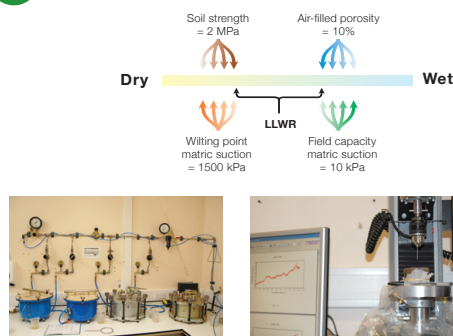 Soil strength
= 2 MPa
Air-filled porosity
= 10%
Dry
Wet
LLWR
Wilting point
matric suction
= 1500 kPa
Field capacity
matric suction
= 10 kPa